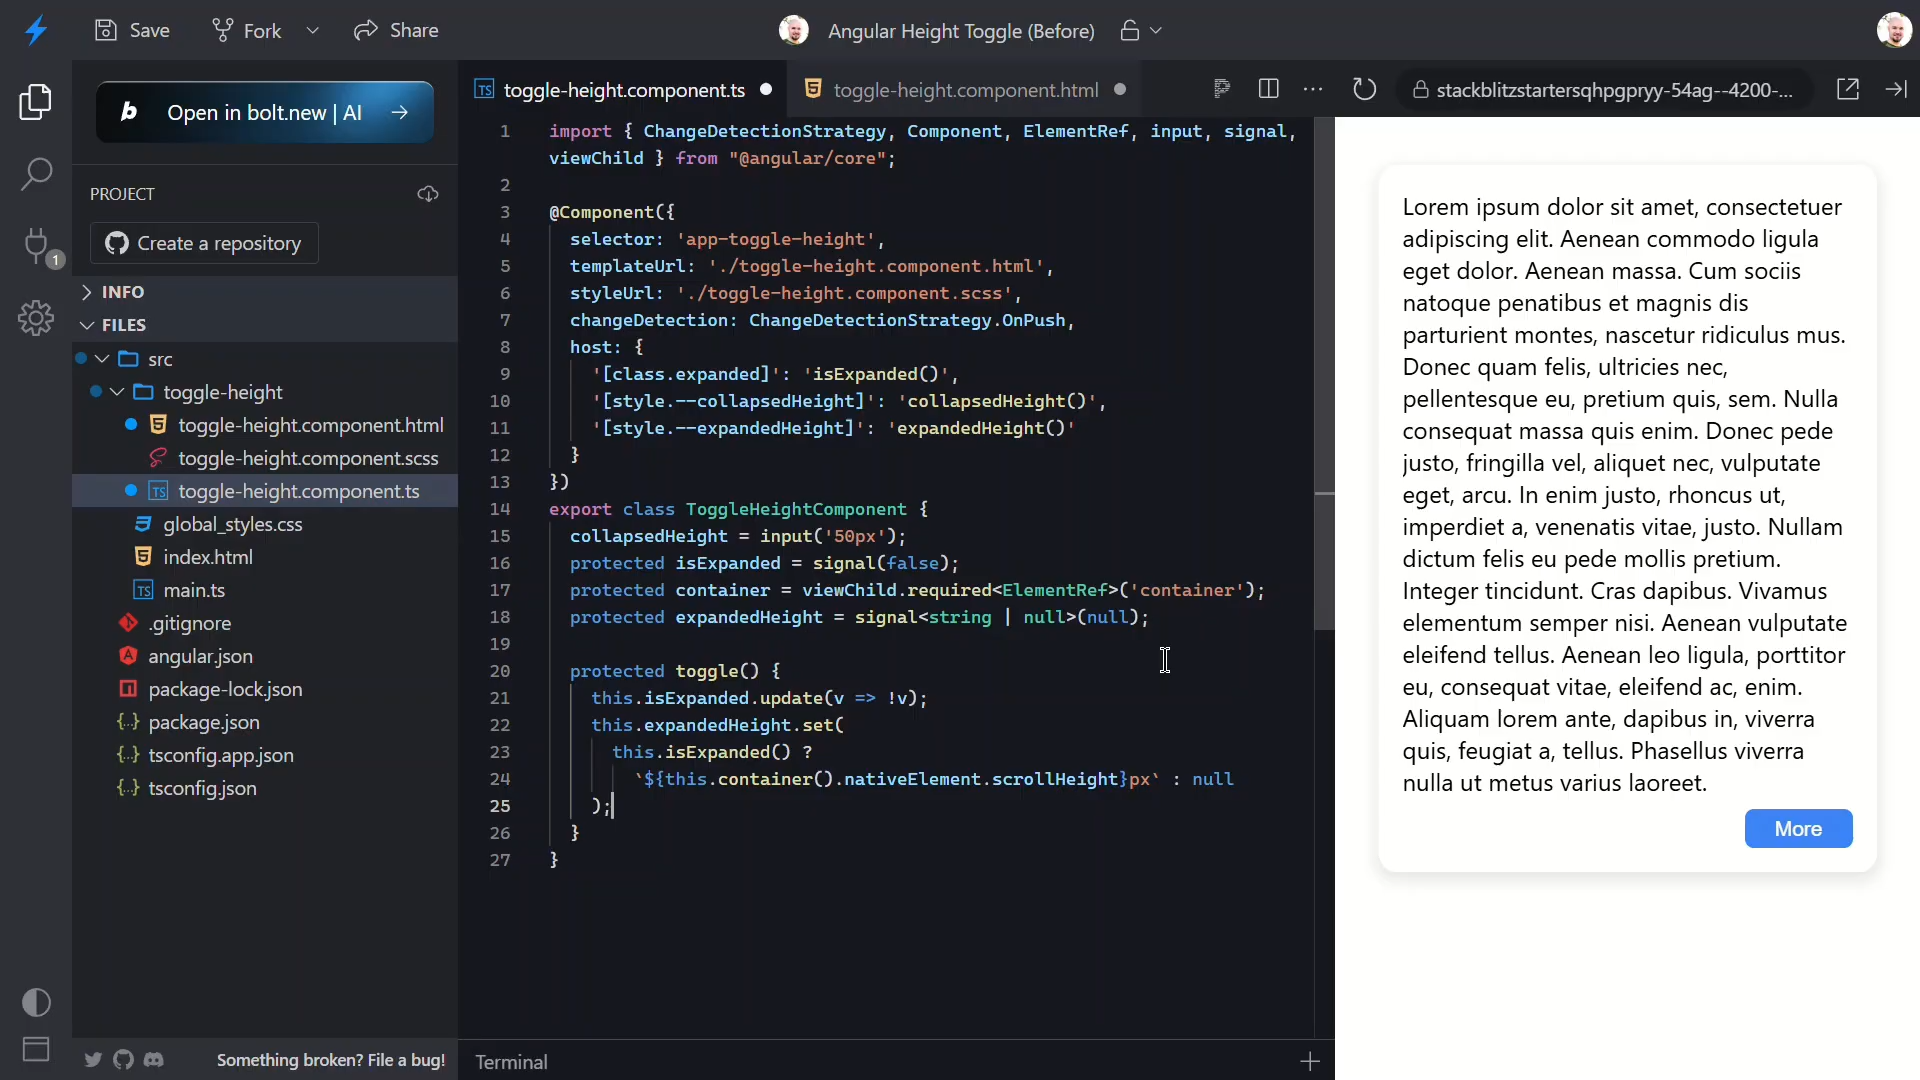 Save
Fork
Share
Angular Height Toggle (Before)
b Open in bolt.new | AI
TS toggle-height.component.ts
toggle-height.component.html
stackblitzstartersqhpgpryy-54ag--4200-...
PROJECT
Create a repository
1
INFO
FILES
src
toggle-height
toggle-height.component.html
toggle-height.component.scss
TS toggle-height.component.ts
global_styles.css
index.html
TS main.ts
.gitignore
angular.json
package-lock.json
package.json
tsconfig.app.json
tsconfig.json
Something broken? File a bug!
1 import { ChangeDetectionStrategy, Component, ElementRef, input, signal,
viewChild } from "@angular/core";
2
3 @Component({
4 selector: 'app-toggle-height',
5 templateUrl: './toggle-height.component.html',
6 styleUrl: './toggle-height.component.scss',
7 changeDetection: ChangeDetectionStrategy.OnPush,
8 host: {
9 '[class.expanded]': 'isExpanded()',
10 '[style.--collapsedHeight]': 'collapsedHeight()',
11 '[style.--expandedHeight]': 'expandedHeight()'
12 }
13 })
14 export class ToggleHeightComponent {
15 collapsedHeight = input('50px');
16 protected isExpanded = signal(false);
17 protected container = viewChild.required<ElementRef>('container');
18 protected expandedHeight = signal<string | null>(null);
19
20 protected toggle() {
21 this.isExpanded.update(v => !v);
22 this.expandedHeight.set(
23 this.isExpanded() ?
24 `${this.container().nativeElement.scrollHeight}px` : null
25 );
26 }
27 }
Terminal
Lorem ipsum dolor sit amet, consectetuer
adipiscing elit. Aenean commodo ligula
eget dolor. Aenean massa. Cum sociis
natoque penatibus et magnis dis
parturient montes, nascetur ridiculus mus.
Donec quam felis, ultricies nec,
pellentesque eu, pretium quis, sem. Nulla
consequat massa quis enim. Donec pede
justo, fringilla vel, aliquet nec, vulputate
eget, arcu. In enim justo, rhoncus ut,
imperdiet a, venenatis vitae, justo. Nullam
dictum felis eu pede mollis pretium.
Integer tincidunt. Cras dapibus. Vivamus
elementum semper nisi. Aenean vulputate
eleifend tellus. Aenean leo ligula, porttitor
eu, consequat vitae, eleifend ac, enim.
Aliquam lorem ante, dapibus in, viverra
quis, feugiat a, tellus. Phasellus viverra
nulla ut metus varius laoreet.
More